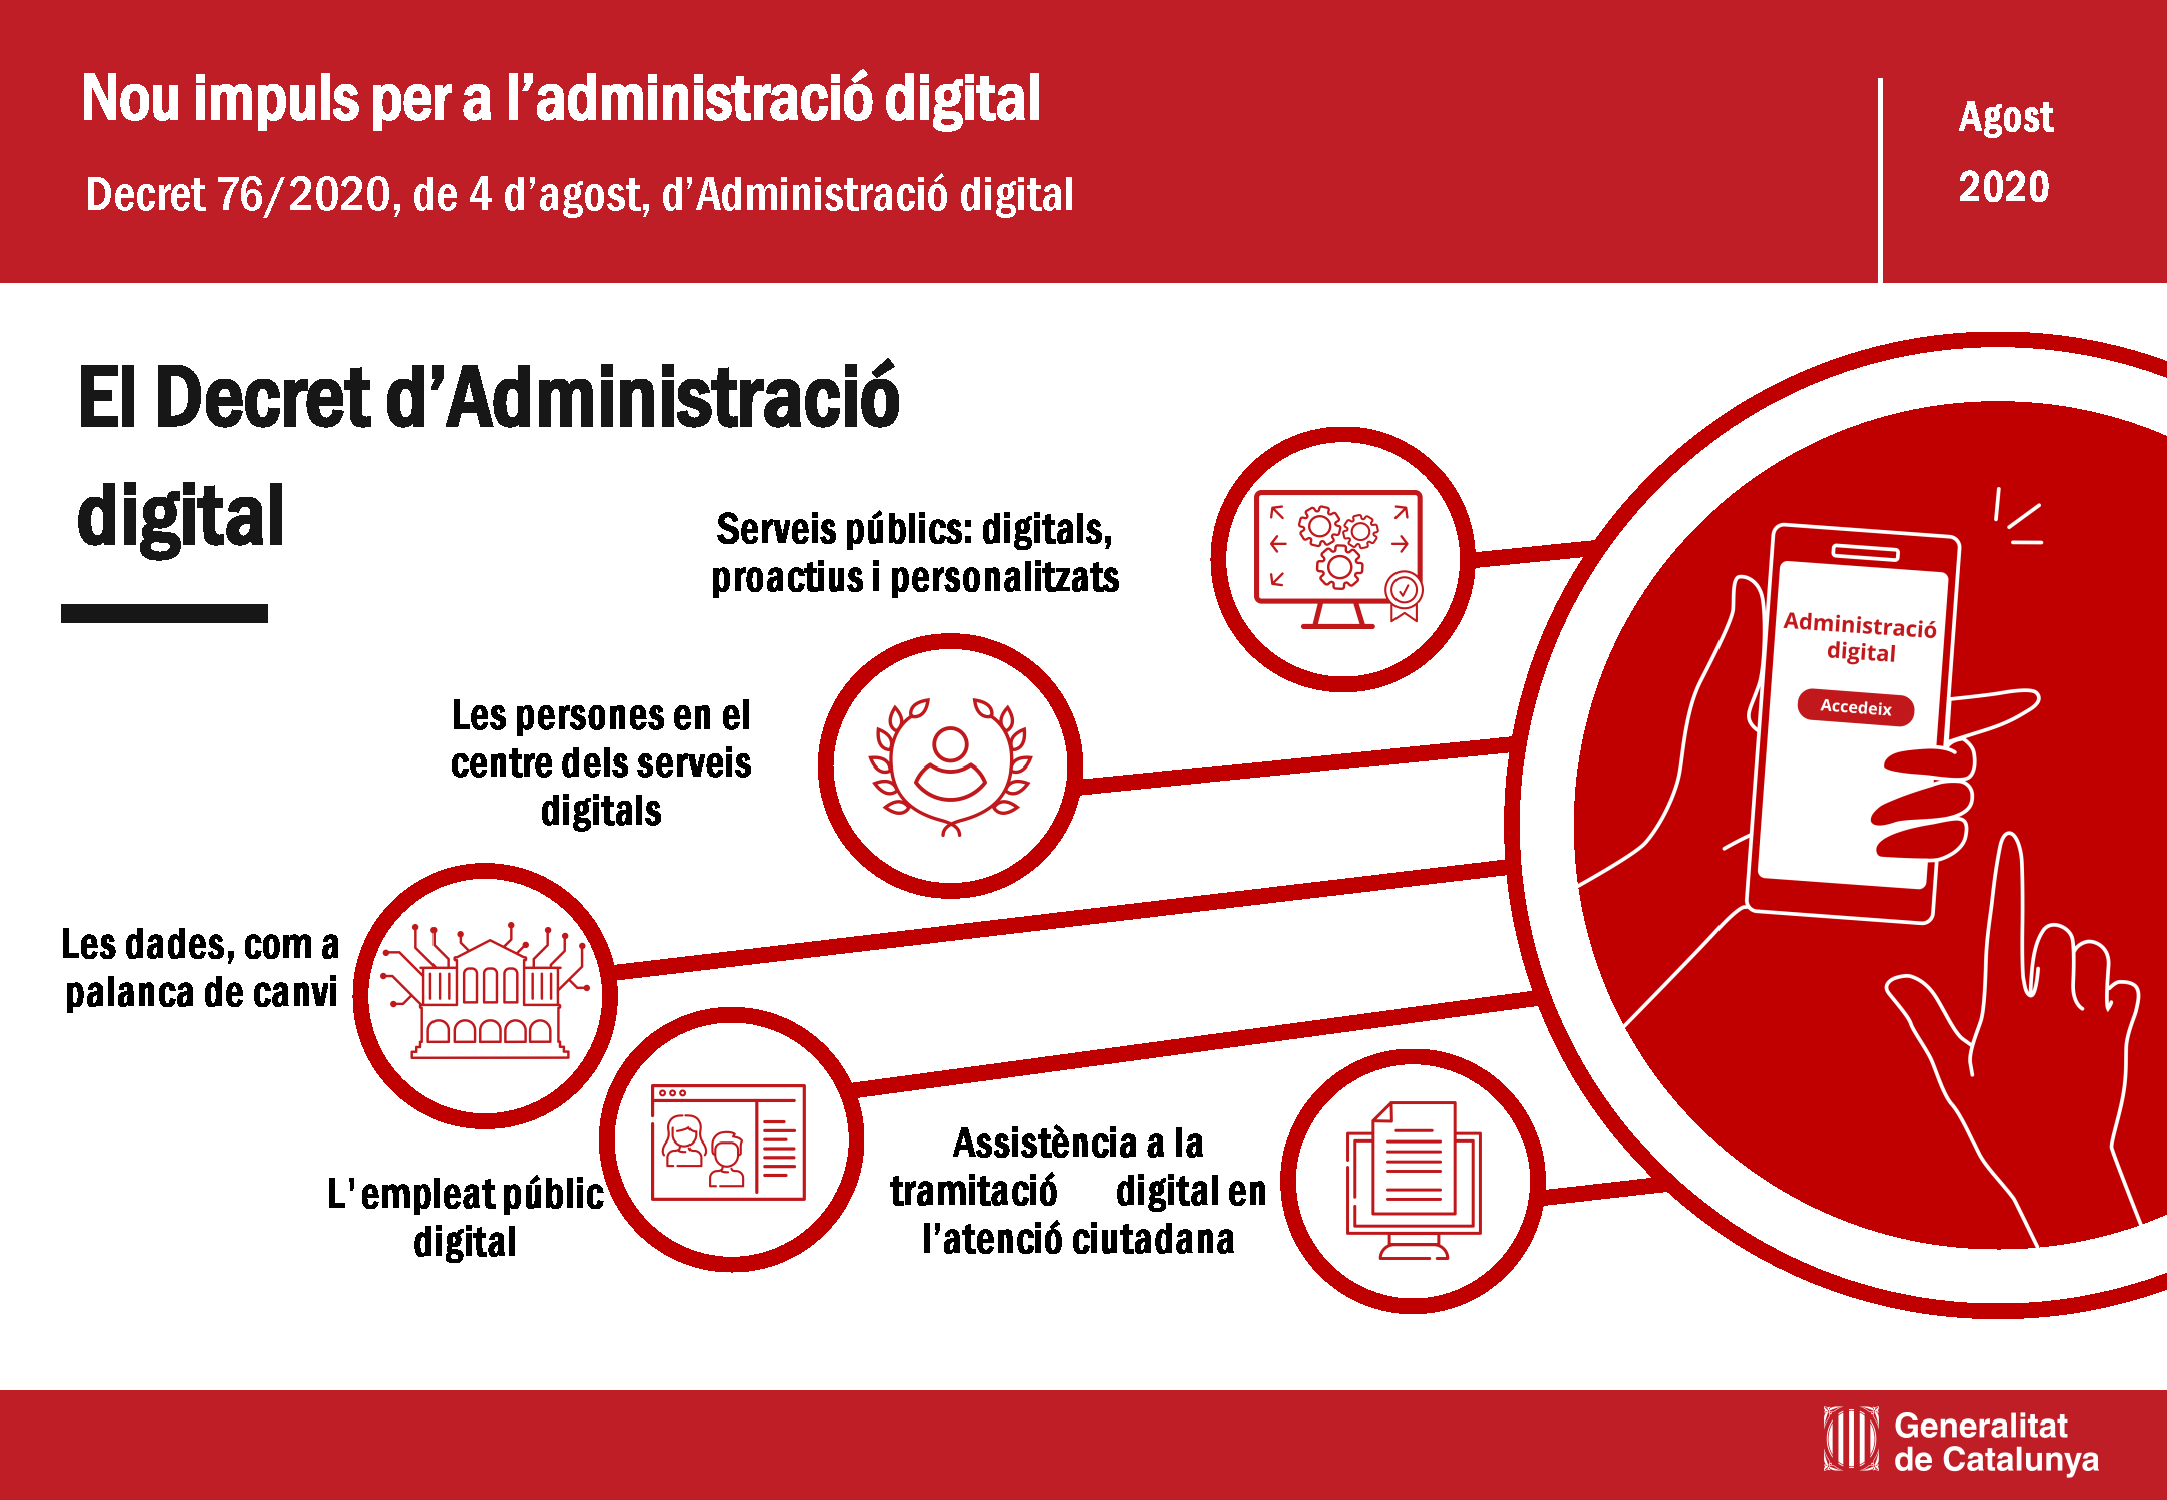 Nou impuls per a l’administració digital
Decret 76/2020, de 4 d’agost, d’Administració digital
Agost
2020
El Decret d’Administració
digital
Serveis públics: digitals,
proactius i personalitzats
Les persones en el
centre dels serveis
digitals
Les dades, com a
palanca de canvi
L'empleat públic
digital
Assistència a la
tramitació digital en
l’atenció ciutadana
Administració
digital
Accedeix
Generalitat
de Catalunya